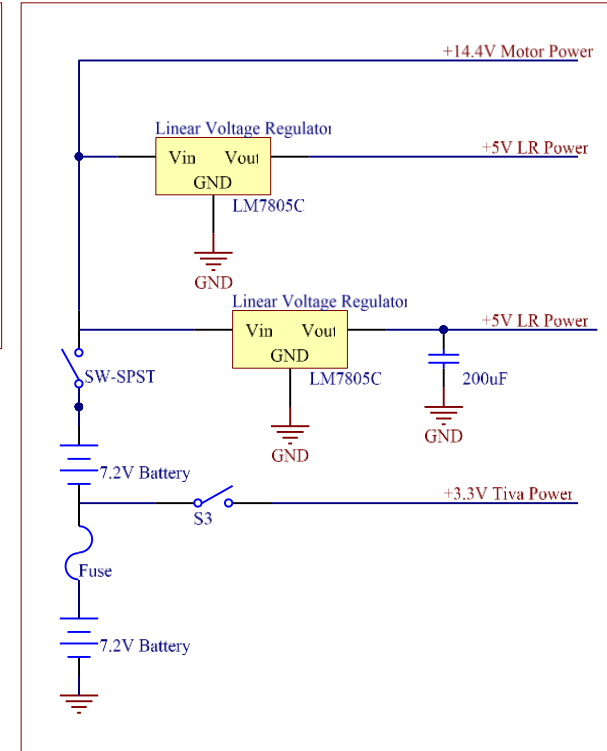 +14.4V Motor Power
Linear Voltage Regulator
+5V LR Power
Vin Vout
GND
LM7805C
GND
Linear Voltage Regulator
+5V LR Power
Vin Vout
GND
SW-SPST
LM7805C
200uF
GND
GND
7.2V Battery
+3.3V Tiva Power
S3
Fuse
7.2V Battery